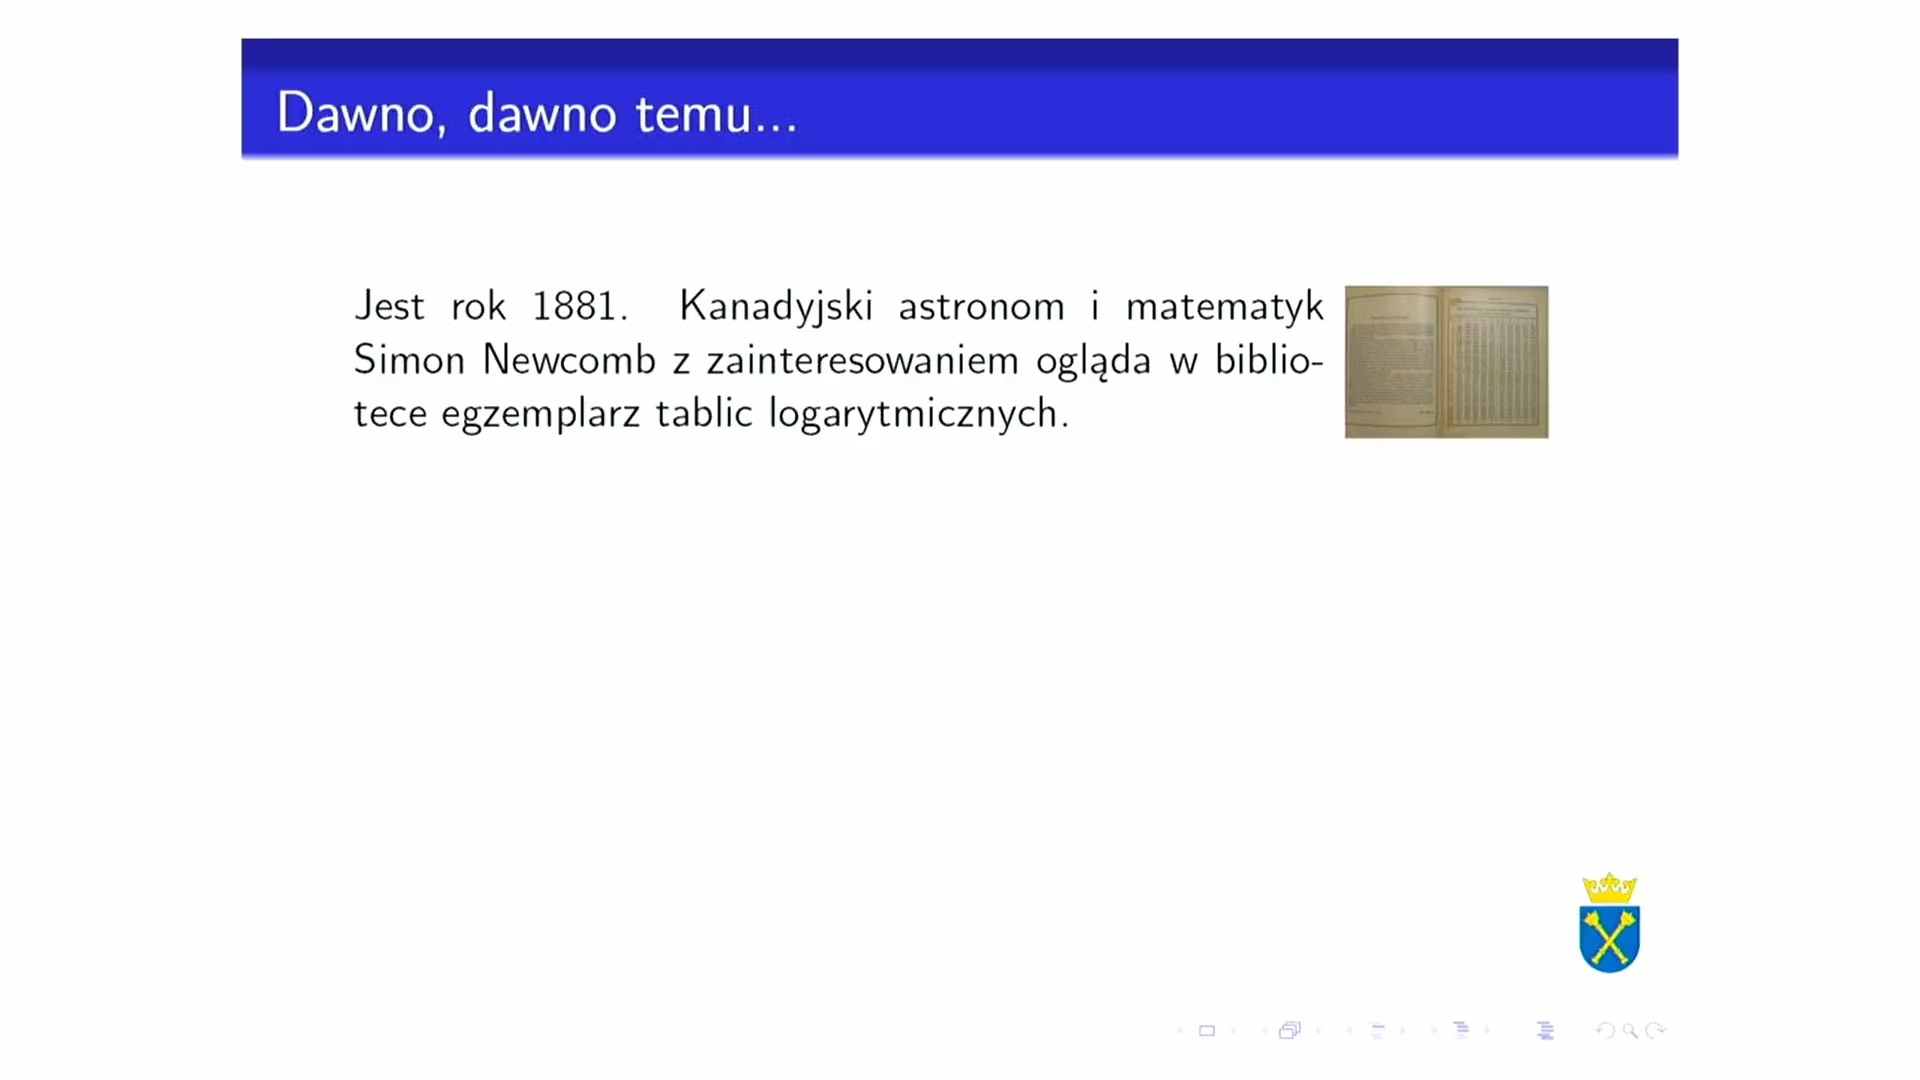 Dawno, dawno temu...
Jest rok 1881. Kanadyjski astronom i matematyk
Simon Newcomb z zainteresowaniem ogląda w biblio-
tece egzemplarz tablic logarytmicznych.